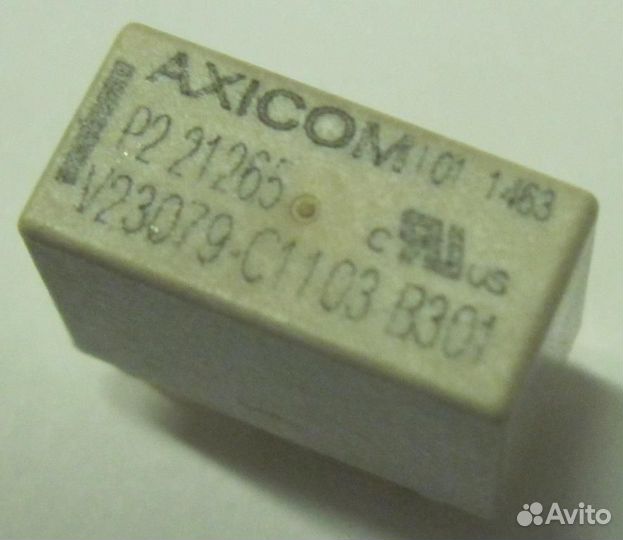 AXICOM 101 1463
P2 21265
c US
V23079-C1103 B301
Avito